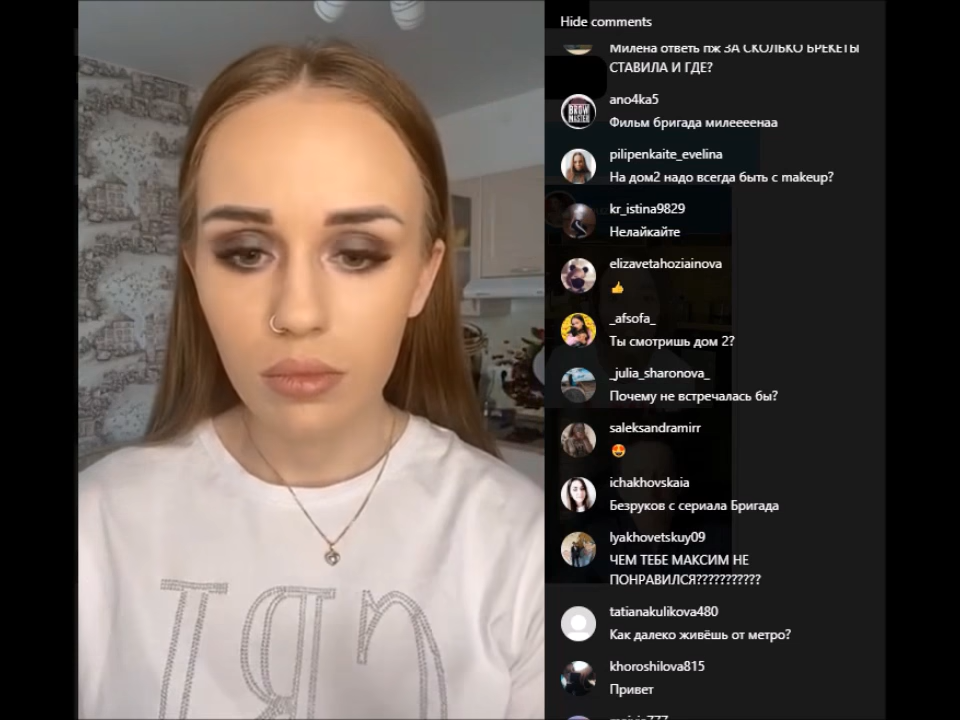 Hide comments
Милена ответь пж ЗА СКОЛЬКО БРЕКЕТЫ
СТАВИЛА И ГДЕ?
ano4ka5
BROW
MASTER
Фильм бригада милеееенаа
pilipenkaite_evelina
На дом2 надо всегда быть с makeup?
kr_istina9829
Нелайкайте
elizavetahoziainova
👍
_afsofa_
Ты смотришь дом 2?
_julia_sharonova_
Почему не встречалась бы?
saleksandramirr
😍
ichakhovskaia
Безруков с сериала Бригада
lyakhovetskuy09
ЧЕМ ТЕБЕ МАКСИМ НЕ
ПОНРАВИЛСЯ???????????
tatianakulikova480
Как далеко живёшь от метро?
khoroshilova815
Привет